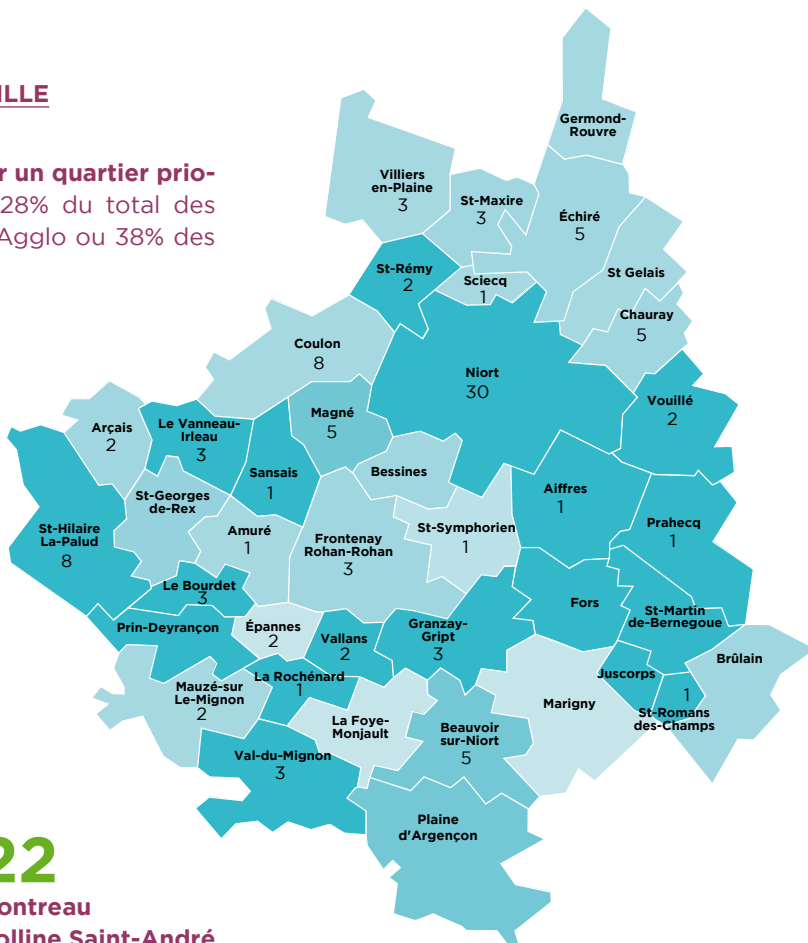 ILLE
r un quartier prio-
28% du total des
Agglo ou 38% des
Germond-
Rouvre
Villiers
en-Plaine
3
St-Maxire
3
Échiré
5
St-Rémy
2
Sciecq
1
St Gelais
Chauray
5
Coulon
8
Niort
30
Vouillé
2
Magné
5
Arçais
2
Le Vanneau-
Irleau
3
Sansais
1
Bessines
Aiffres
1
St-Georges
de-Rex
St-Hilaire
La-Palud
8
Amuré
1
Frontenay
Rohan-Rohan
3
St-Symphorien
1
Prahecq
1
Le Bourdet
3
Fors
St-Martin
de-Bernegoue
Prin-Deyrançon
Épannes
2
Vallans
2
Granzay-
Gript
3
Brûlain
Juscorps
La Rochénard
1
Mauzé-sur
Le-Mignon
2
Marigny
1
St-Romans
des-Champs
La Foye-
Monjault
Beauvoir
sur-Niort
5
Val-du-Mignon
3
Plaine
d'Argençon
22
ontreau
olline Saint-André